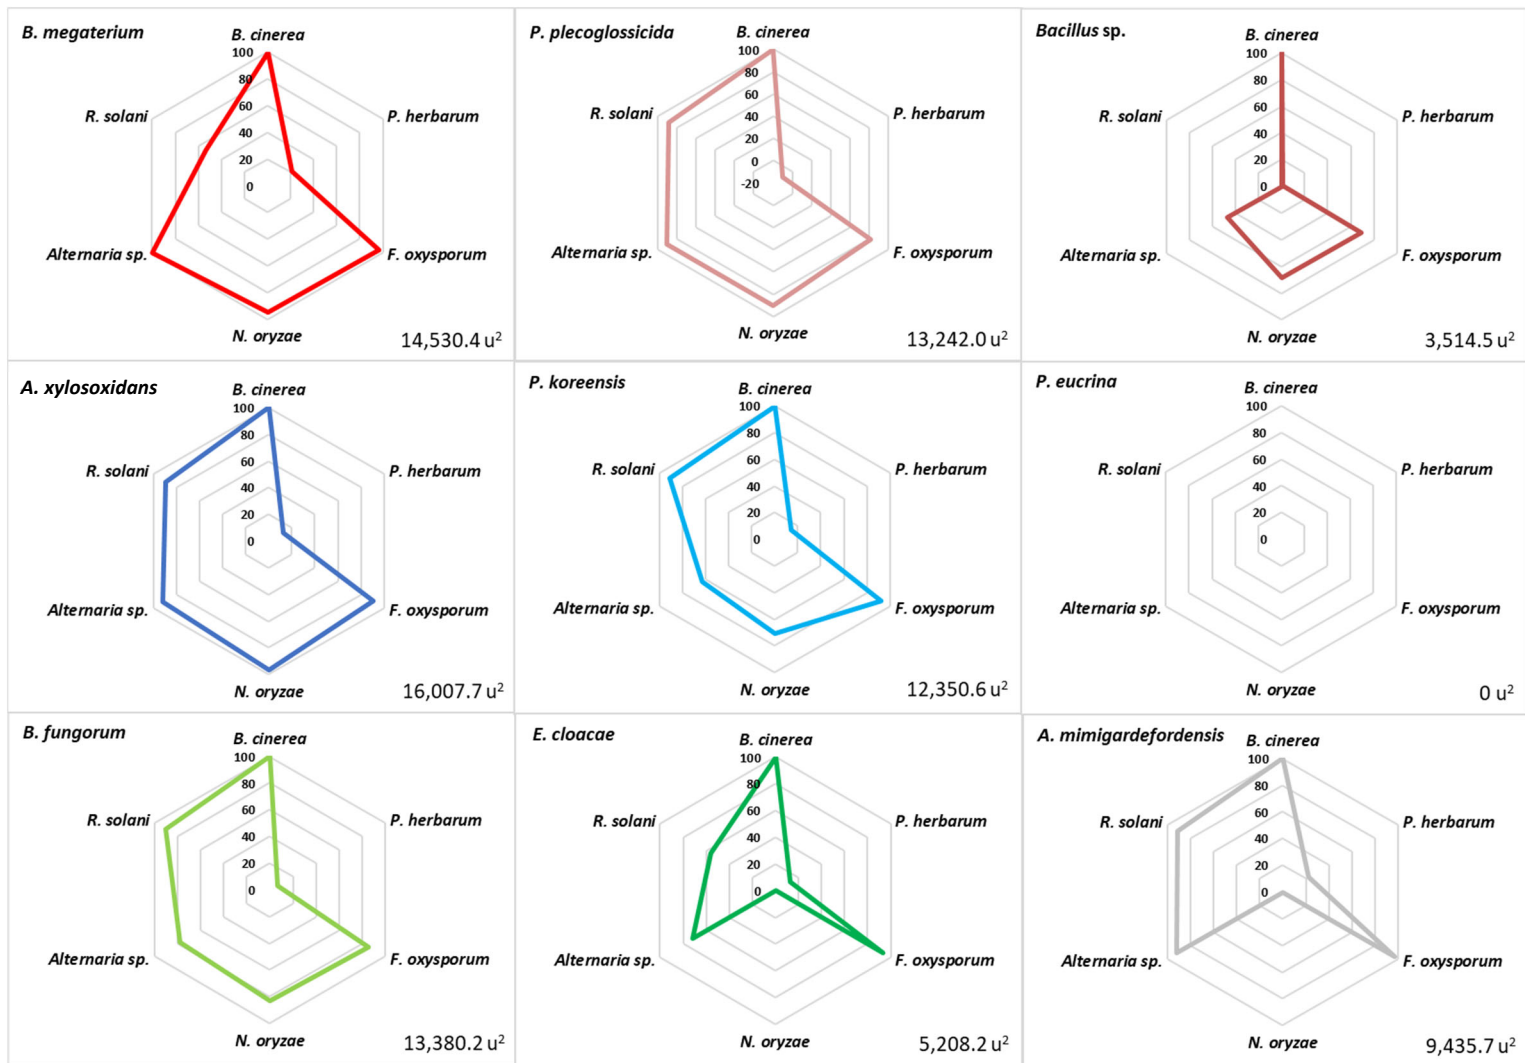 B. megaterium
B. cinerea
100
80
60
40
20
0
R. solani
P. herbarum
Alternaria sp.
F. oxysporum
N. oryzae
14,530.4 u²
P. plecoglossicida
B. cinerea
100
80
60
40
20
0
-20
R. solani
P. herbarum
Alternaria sp.
F. oxysporum
N. oryzae
13,242.0 u²
Bacillus sp.
B. cinerea
100
80
60
40
20
0
R. solani
P. herbarum
Alternaria sp.
F. oxysporum
N. oryzae
3,514.5 u²
A. xylosoxidans
B. cinerea
100
80
60
40
20
0
R. solani
P. herbarum
Alternaria sp.
F. oxysporum
N. oryzae
16,007.7 u²
P. koreensis
B. cinerea
100
80
60
40
20
0
R. solani
P. herbarum
Alternaria sp.
F. oxysporum
N. oryzae
12,350.6 u²
P. eucrina
B. cinerea
100
80
60
40
20
0
R. solani
P. herbarum
Alternaria sp.
F. oxysporum
N. oryzae
0 u²
B. fungorum
B. cinerea
100
80
60
40
20
0
R. solani
P. herbarum
Alternaria sp.
F. oxysporum
N. oryzae
13,380.2 u²
E. cloacae
B. cinerea
100
80
60
40
20
0
R. solani
P. herbarum
Alternaria sp.
F. oxysporum
N. oryzae
5,208.2 u²
A. mimigardefordensis
B. cinerea
100
80
60
40
20
0
R. solani
P. herbarum
Alternaria sp.
F. oxysporum
N. oryzae
9,435.7 u²